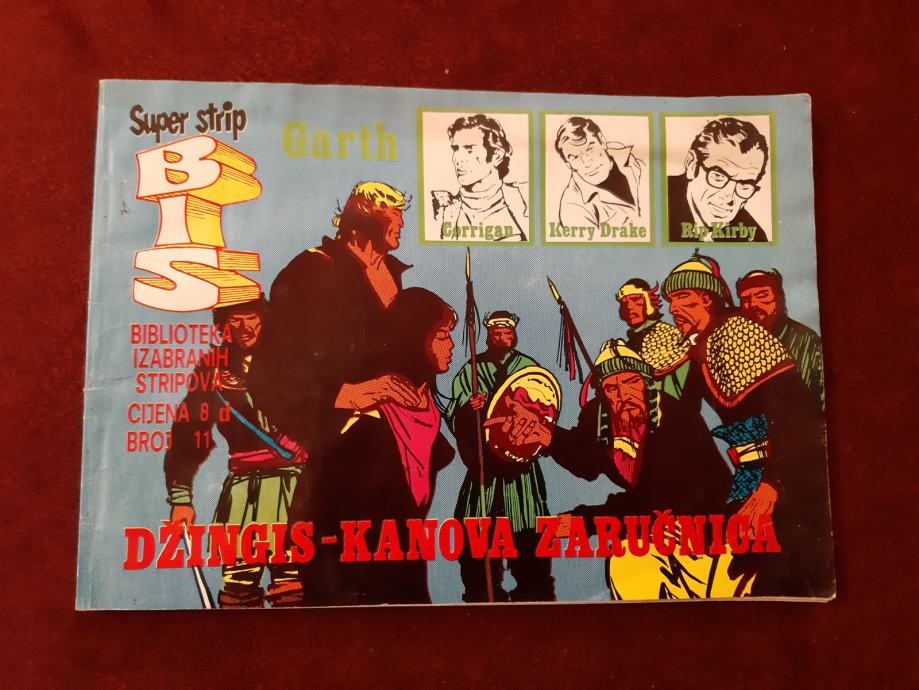 Super strip
BIS
BIBLIOTEKA
IZABRANIH
STRIPOVA
CIJENA 8 d
BROJ 11
Garth
Corrigan
Kerry Drake
Rip Kirby
DŽINGIS-KANOVA ZARUČNICA